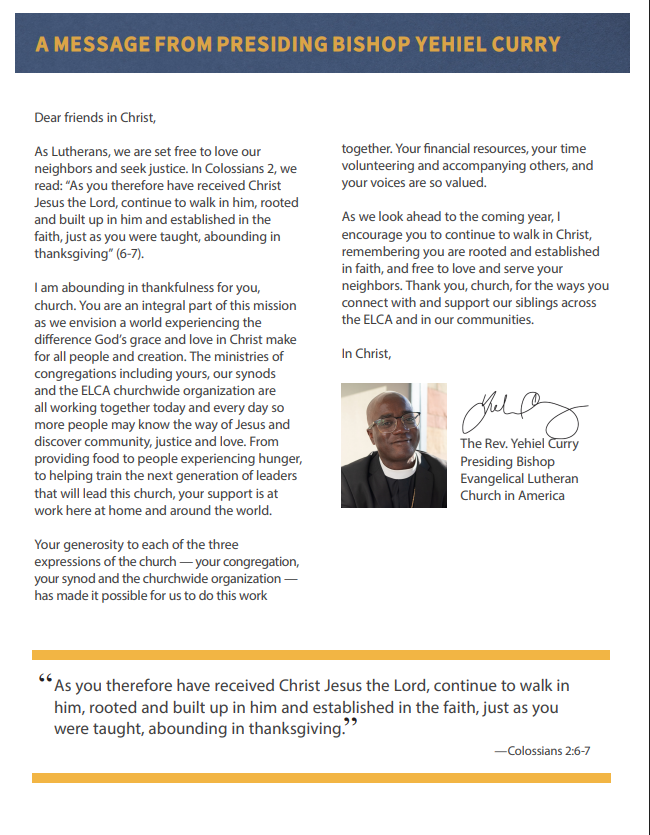 A MESSAGE FROM PRESIDING BISHOP YEHIEL CURRY
Dear friends in Christ,
As Lutherans, we are set free to love our
neighbors and seek justice. In Colossians 2, we
read: “As you therefore have received Christ
Jesus the Lord, continue to walk in him, rooted
and built up in him and established in the
faith, just as you were taught, abounding in
thanksgiving” (6-7).
I am abounding in thankfulness for you,
church. You are an integral part of this mission
as we envision a world experiencing the
difference God’s grace and love in Christ make
for all people and creation. The ministries of
congregations including yours, our synods
and the ELCA churchwide organization are
all working together today and every day so
more people may know the way of Jesus and
discover community, justice and love. From
providing food to people experiencing hunger,
to helping train the next generation of leaders
that will lead this church, your support is at
work here at home and around the world.
Your generosity to each of the three
expressions of the church — your congregation,
your synod and the churchwide organization —
has made it possible for us to do this work
together. Your financial resources, your time
volunteering and accompanying others, and
your voices are so valued.
As we look ahead to the coming year, I
encourage you to continue to walk in Christ,
remembering you are rooted and established
in faith, and free to love and serve your
neighbors. Thank you, church, for the ways you
connect with and support our siblings across
the ELCA and in our communities.
In Christ,
The Rev. Yehiel Curry
Presiding Bishop
Evangelical Lutheran
Church in America
“As you therefore have received Christ Jesus the Lord, continue to walk in
him, rooted and built up in him and established in the faith, just as you
were taught, abounding in thanksgiving.”
—Colossians 2:6-7